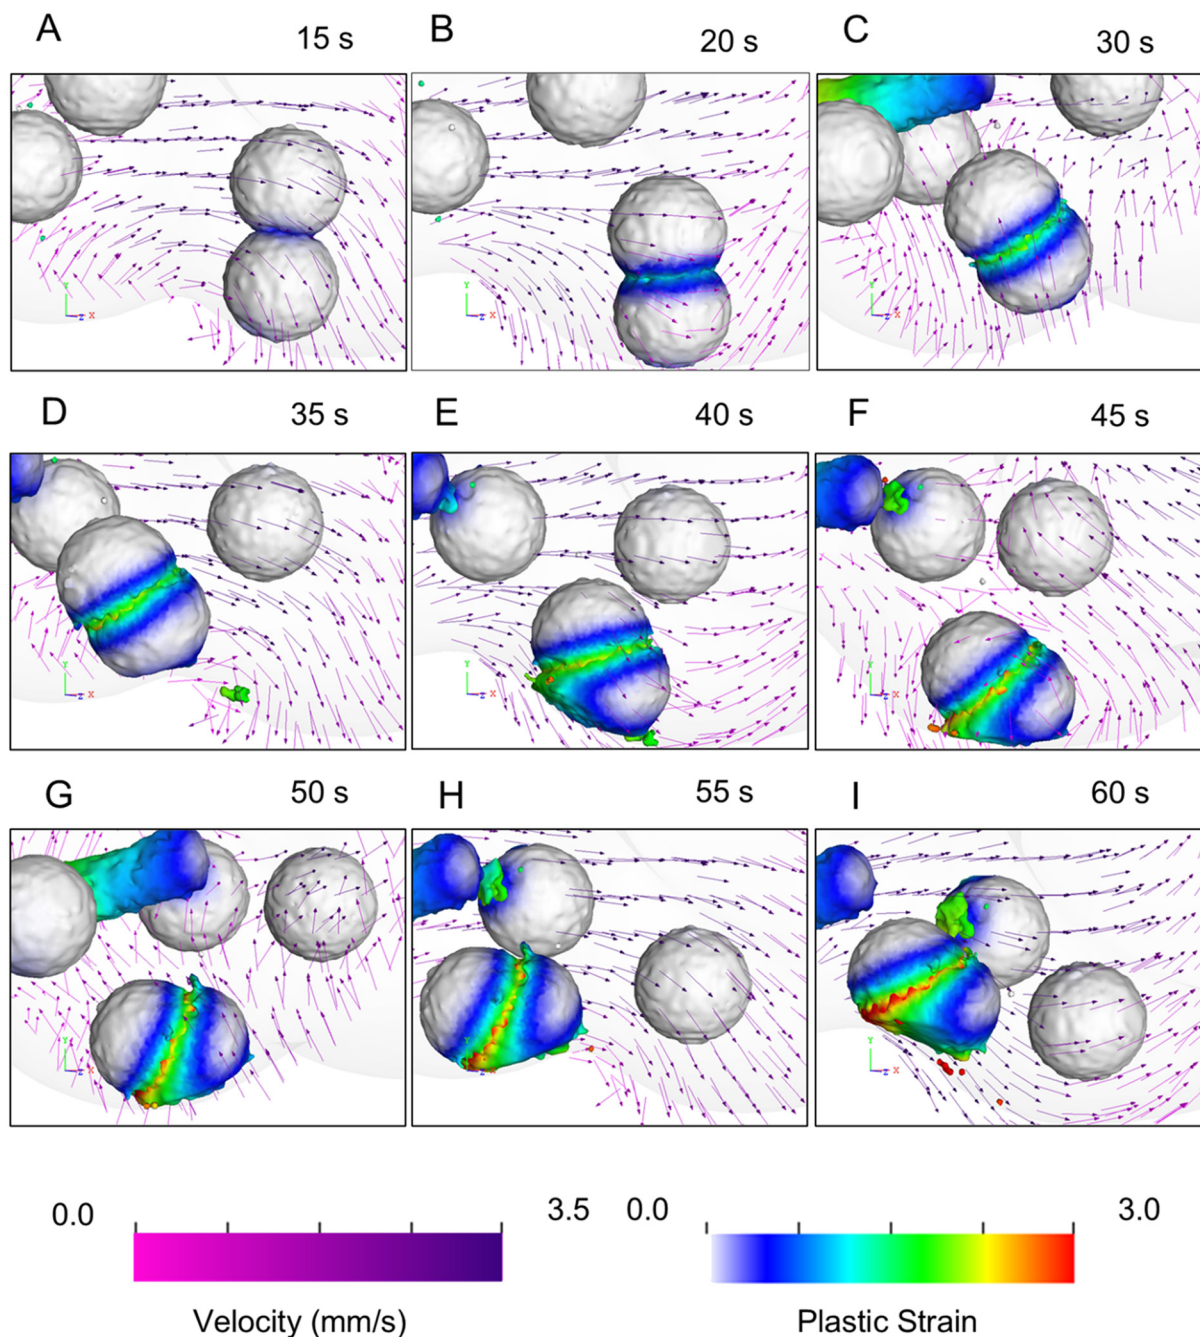 A 15 s B 20 s C 30 s
Y X Z Y X Z Y X Z
D 35 s E 40 s F 45 s
Y X Z Y X Z Y X Z
G 50 s H 55 s I 60 s
Y X Z Y X Z Y X Z
0.0 3.5 0.0 3.0
Velocity (mm/s) Plastic Strain